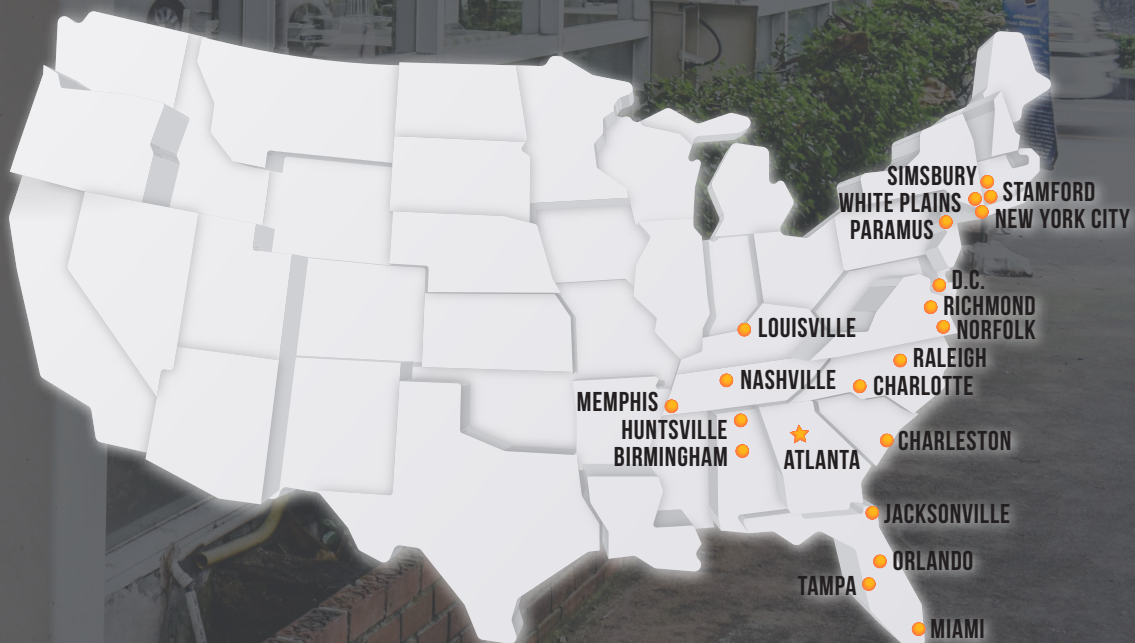 SIMSBURY
STAMFORD
WHITE PLAINS
NEW YORK CITY
PARAMUS
D.C.
RICHMOND
NORFOLK
LOUISVILLE
RALEIGH
NASHVILLE
CHARLOTTE
MEMPHIS
HUNTSVILLE
CHARLESTON
BIRMINGHAM
ATLANTA
JACKSONVILLE
ORLANDO
TAMPA
MIAMI